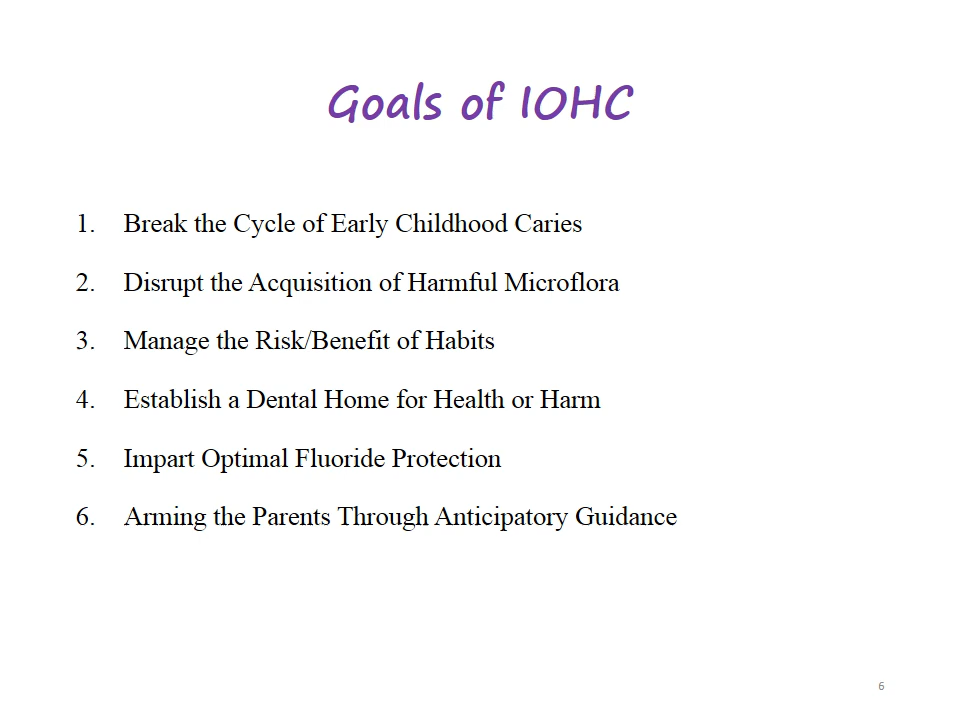 Goals of IOHC
1. Break the Cycle of Early Childhood Caries
2. Disrupt the Acquisition of Harmful Microflora
3. Manage the Risk/Benefit of Habits
4. Establish a Dental Home for Health or Harm
5. Impart Optimal Fluoride Protection
6. Arming the Parents Through Anticipatory Guidance
6